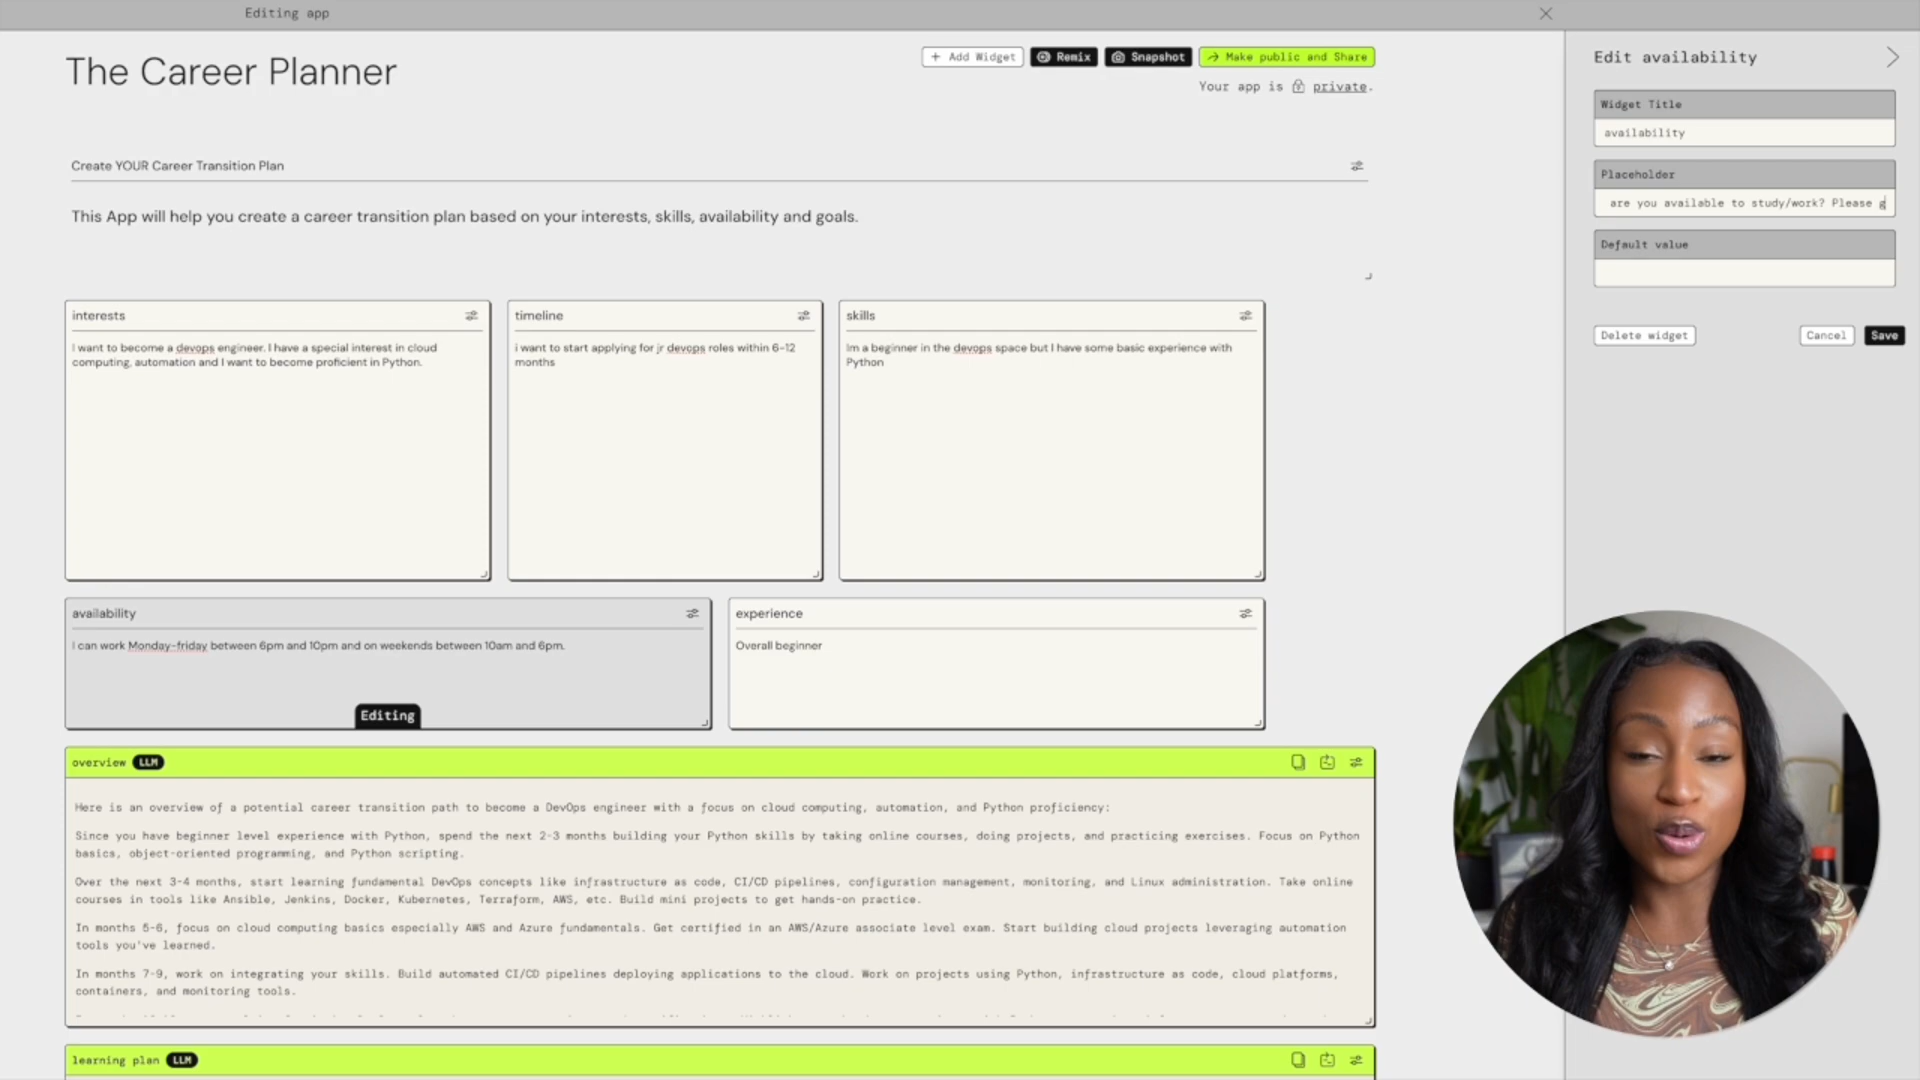 Editing app
The Career Planner
+ Add Widget
Remix
Snapshot
Make public and Share
Your app is private.
Create YOUR Career Transition Plan
This App will help you create a career transition plan based on your interests, skills, availability and goals.
interests
I want to become a devops engineer. I have a special interest in cloud
computing, automation and I want to become proficient in Python.
timeline
i want to start applying for jr devops roles within 6-12
months
skills
Im a beginner in the devops space but I have some basic experience with
Python
availability
I can work Monday-friday between 6pm and 10pm and on weekends between 10am and 6pm.
Editing
experience
Overall beginner
overview LLM
Here is an overview of a potential career transition path to become a DevOps engineer with a focus on cloud computing, automation, and Python proficiency:
Since you have beginner level experience with Python, spend the next 2-3 months building your Python skills by taking online courses, doing projects, and practicing exercises. Focus on Python
basics, object-oriented programming, and Python scripting.
Over the next 3-4 months, start learning fundamental DevOps concepts like infrastructure as code, CI/CD pipelines, configuration management, monitoring, and Linux administration. Take online
courses in tools like Ansible, Jenkins, Docker, Kubernetes, Terraform, AWS, etc. Build mini projects to get hands-on practice.
In months 5-6, focus on cloud computing basics especially AWS and Azure fundamentals. Get certified in an AWS/Azure associate level exam. Start building cloud projects leveraging automation
tools you've learned.
In months 7-9, work on integrating your skills. Build automated CI/CD pipelines deploying applications to the cloud. Work on projects using Python, infrastructure as code, cloud platforms,
containers, and monitoring tools.
learning plan LLM
Edit availability
Widget Title
availability
Placeholder
are you available to study/work? Please g
Default value
Delete widget
Cancel
Save